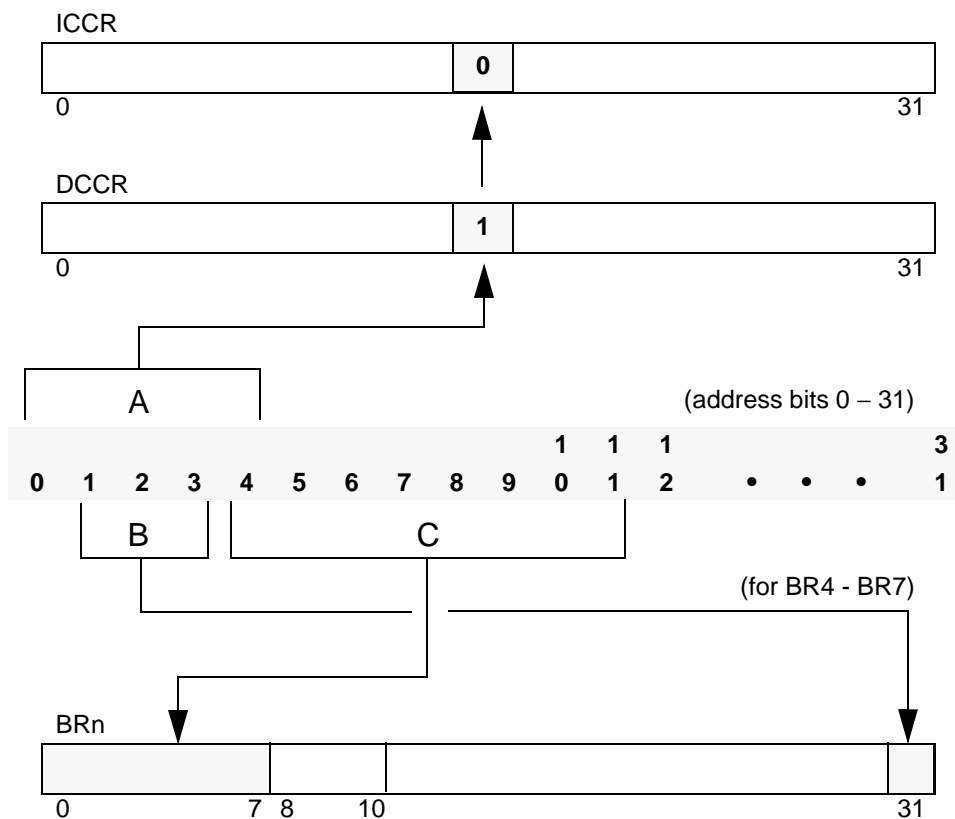 ICCR
0
0 31
DCCR
1
0 31
A (address bits 0 – 31)
1 1 1 3
0 1 2 3 4 5 6 7 8 9 0 1 2 • • • 1
B C
(for BR4 - BR7)
BRn
0 7 8 10 31